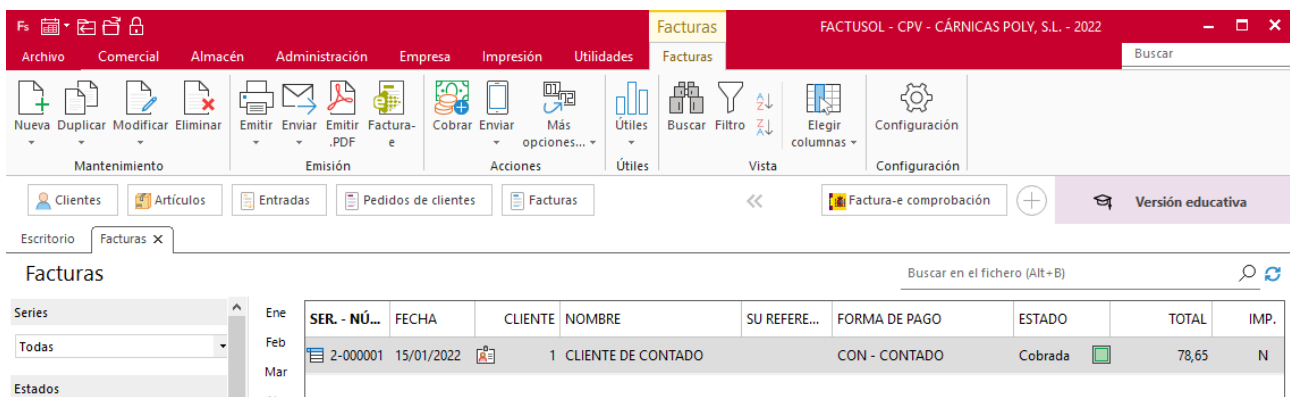 Fs Facturas FACTUSOL - CPV - CÁRNICAS POLY, S.L. - 2022
Archivo Comercial Almacén Administración Empresa Impresión Utilidades Facturas Buscar
Nueva Duplicar Modificar Eliminar Emitir Enviar Emitir Factura- Cobrar Enviar Más Útiles Buscar Filtro Elegir Configuración
.PDF e opciones... columnas
Mantenimiento Emisión Acciones Útiles Vista Configuración
Clientes Artículos Entradas Pedidos de clientes Facturas Factura-e comprobación Versión educativa
Escritorio Facturas
Facturas Buscar en el fichero (Alt+B)
Series Ene SER. - NÚ... FECHA CLIENTE NOMBRE SU REFERE... FORMA DE PAGO ESTADO TOTAL IMP.
Todas Feb 2-000001 15/01/2022 1 CLIENTE DE CONTADO CON - CONTADO Cobrada 78,65 N
Mar
Estados